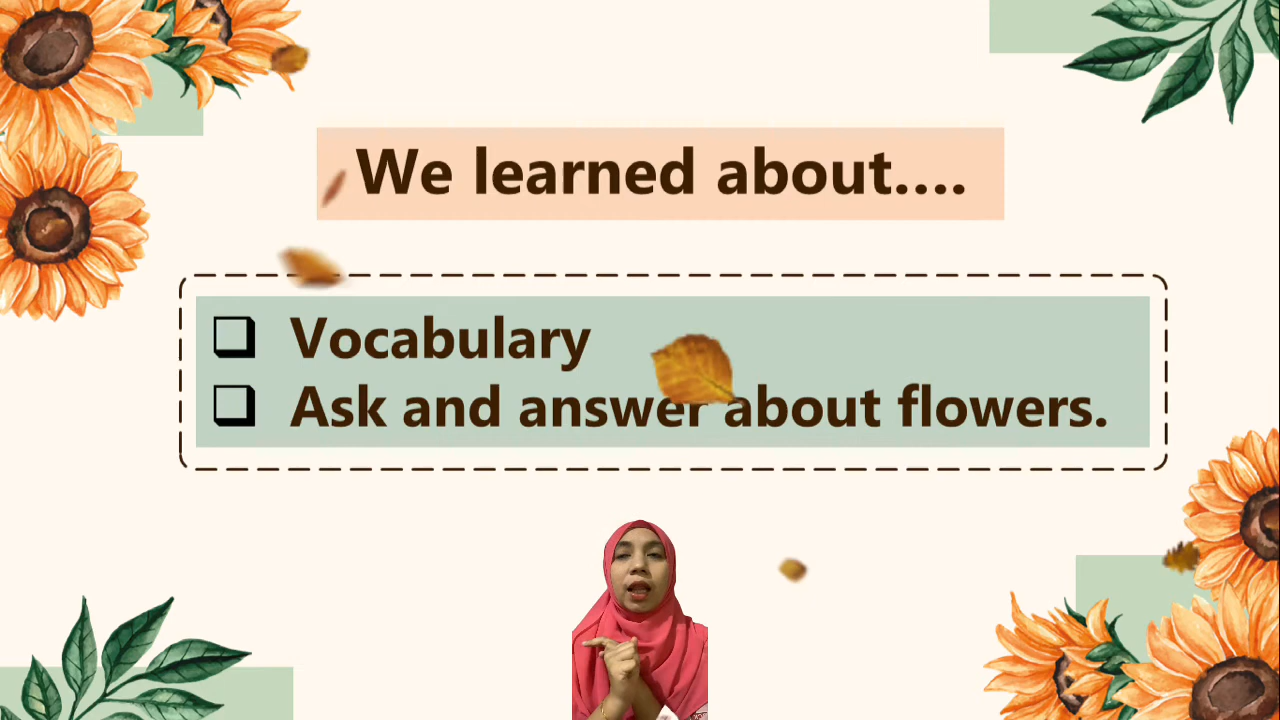 We learned about....
❑ Vocabulary
❑ Ask and answer about flowers.